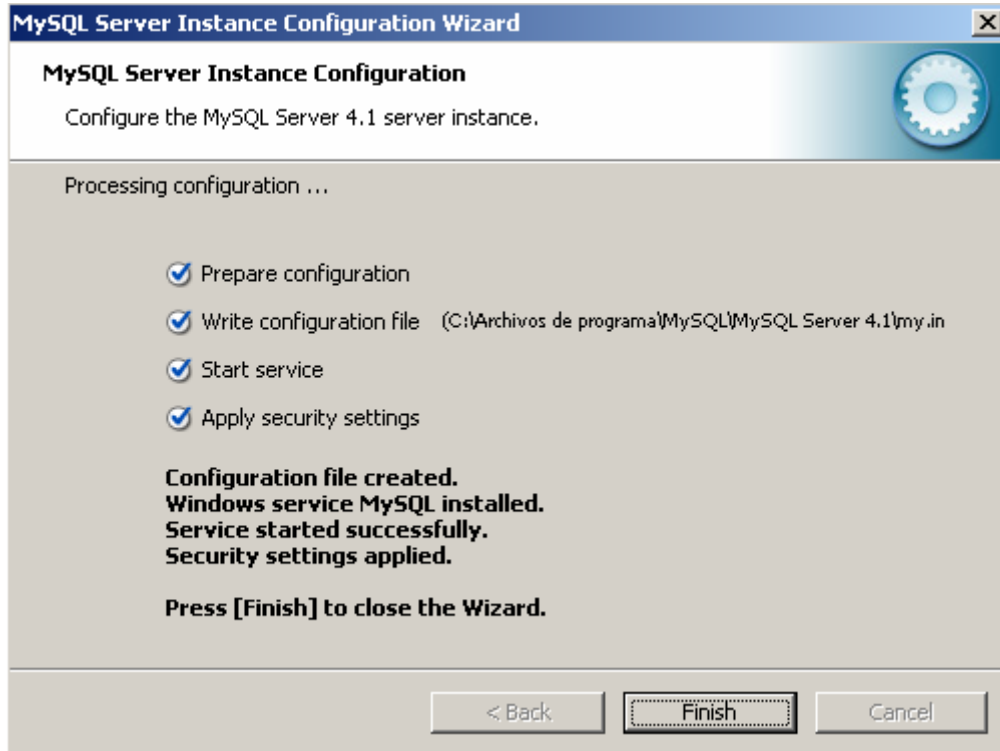 MySQL Server Instance Configuration Wizard
MySQL Server Instance Configuration
Configure the MySQL Server 4.1 server instance.
Processing configuration ...
Prepare configuration
Write configuration file (C:\Archivos de programa\MySQL\MySQL Server 4.1\my.in
Start service
Apply security settings
Configuration file created.
Windows service MySQL installed.
Service started successfully.
Security settings applied.
Press [Finish] to close the Wizard.
< Back Finish Cancel